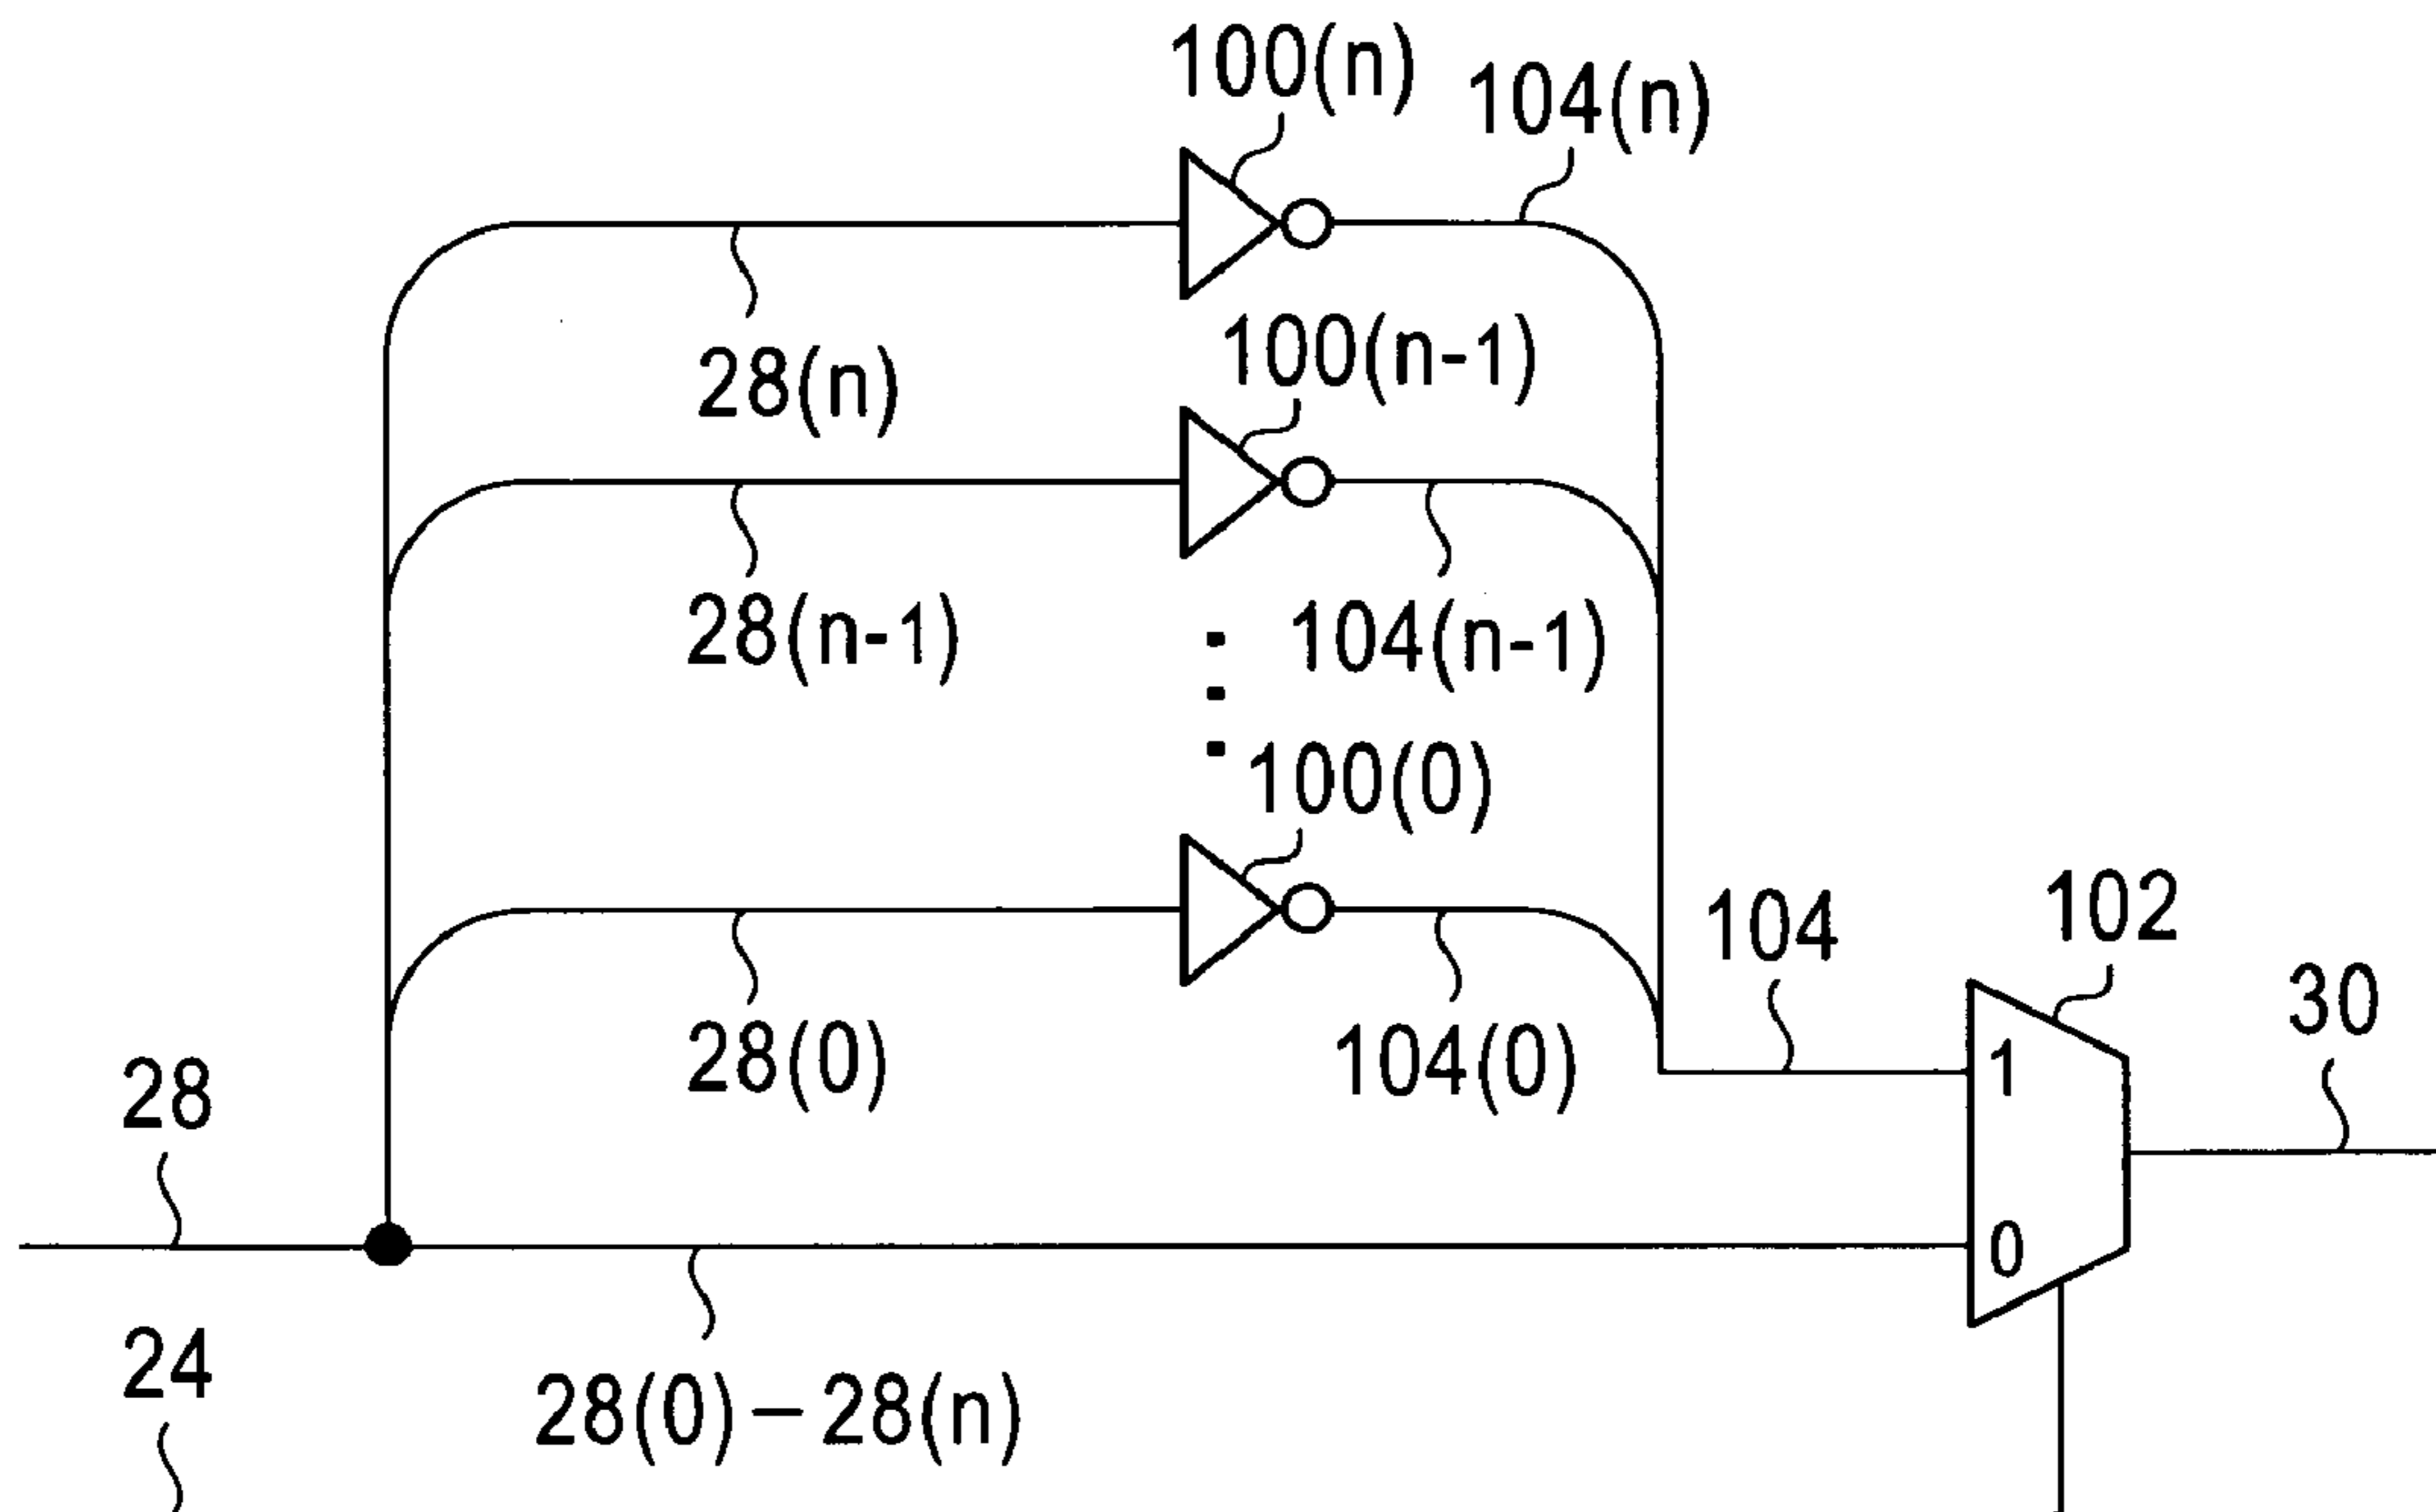 100(n)
104(n)
28(n)
100(n-1)
28(n-1)
104(n-1)
100(0)
28(0)
104(0)
104
102
30
28
1
0
24
28(0) – 28(n)